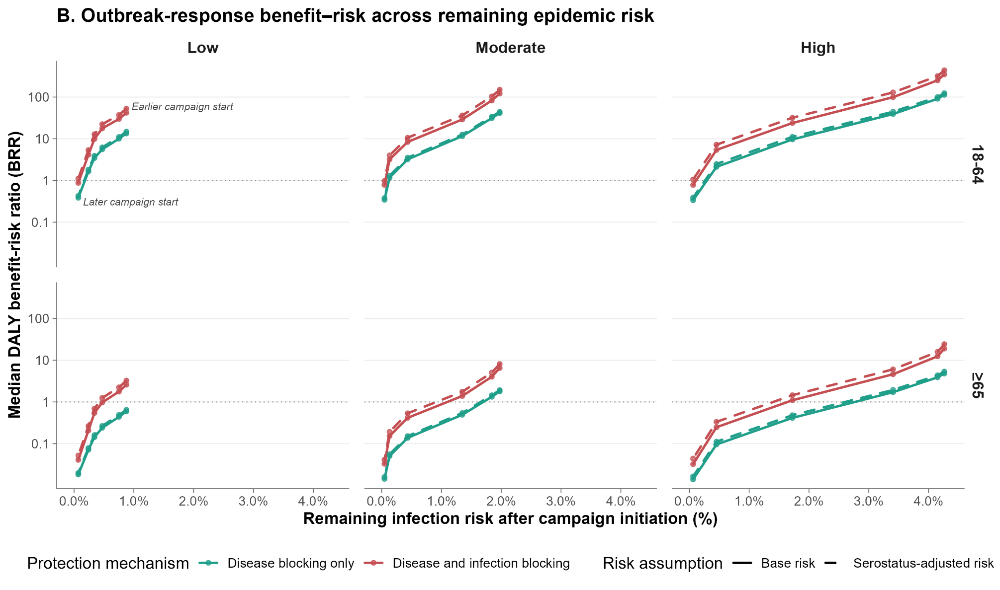 B. Outbreak-response benefit–risk across remaining epidemic risk
Low
Moderate
High
Median DALY benefit-risk ratio (BRR)
100
10
1
0.1
Earlier campaign start
Later campaign start
18-64
100
10
1
0.1
≥65
0.0% 1.0% 2.0% 3.0% 4.0%
0.0% 1.0% 2.0% 3.0% 4.0%
0.0% 1.0% 2.0% 3.0% 4.0%
Remaining infection risk after campaign initiation (%)
Protection mechanism Disease blocking only Disease and infection blocking Risk assumption Base risk Serostatus-adjusted risk